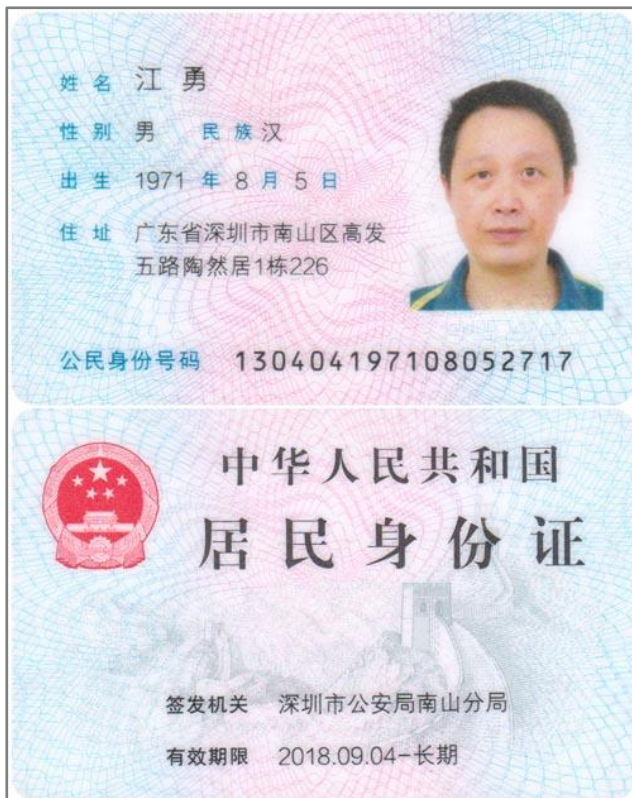 姓名 江勇
性别 男 民族 汉
出生 1971 年 8 月 5 日
住址 广东省深圳市南山区高发
五路陶然居1栋226
公民身份号码 130404197108052717
中华人民共和国
居民身份证
签发机关 深圳市公安局南山分局
有效期限 2018.09.04-长期